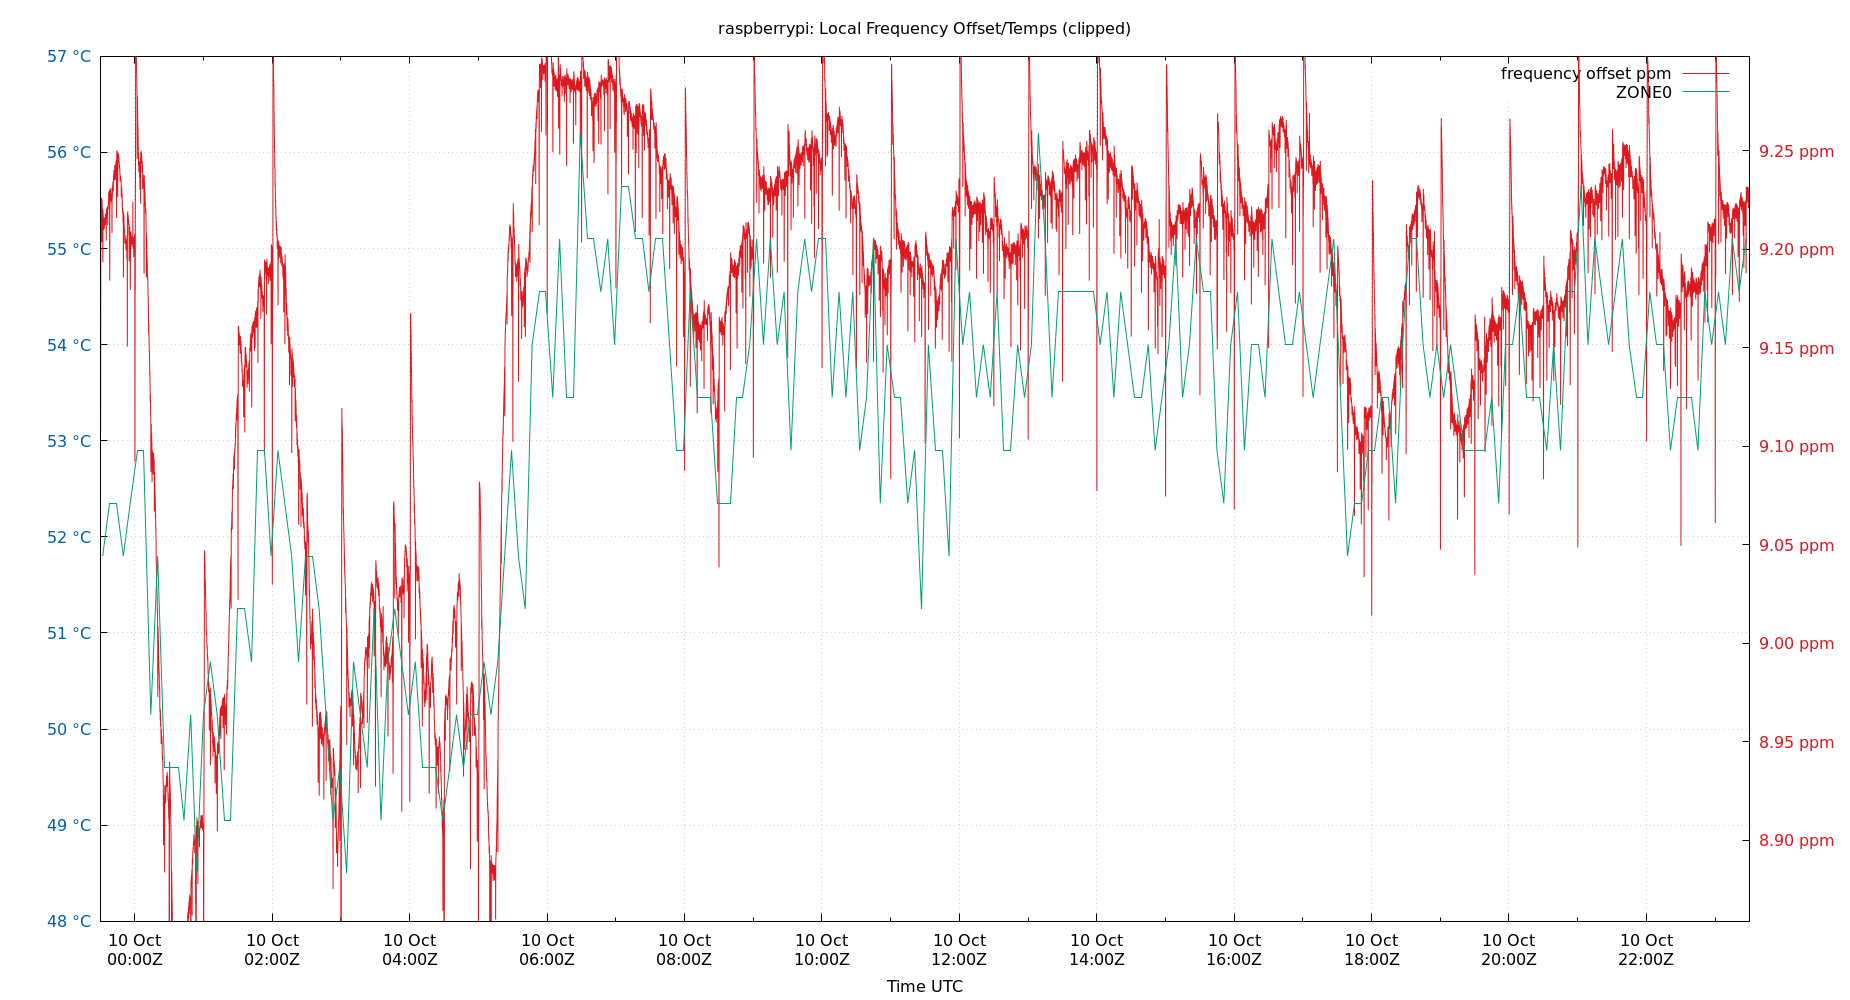 raspberrypi: Local Frequency Offset/Temps (clipped)
57 °C
56 °C
55 °C
54 °C
53 °C
52 °C
51 °C
50 °C
49 °C
48 °C
frequency offset ppm
ZONE0
9.25 ppm
9.20 ppm
9.15 ppm
9.10 ppm
9.05 ppm
9.00 ppm
8.95 ppm
8.90 ppm
10 Oct
00:00Z
10 Oct
02:00Z
10 Oct
04:00Z
10 Oct
06:00Z
10 Oct
08:00Z
10 Oct
10:00Z
10 Oct
12:00Z
10 Oct
14:00Z
10 Oct
16:00Z
10 Oct
18:00Z
10 Oct
20:00Z
10 Oct
22:00Z
Time UTC